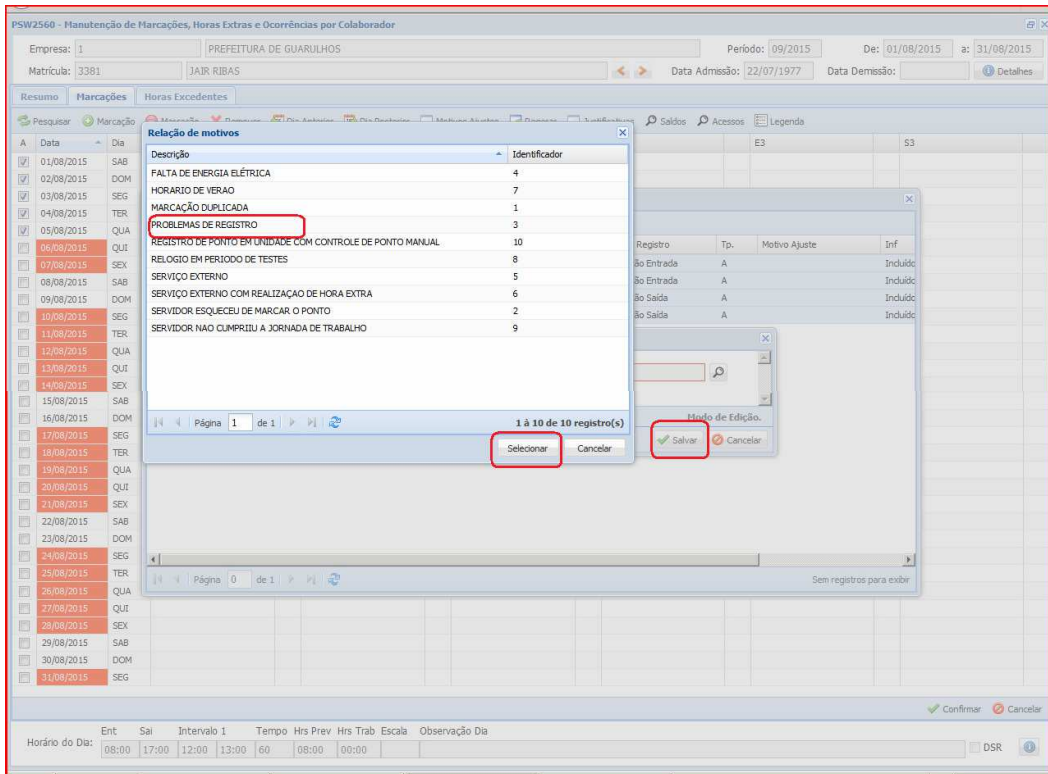 PSW2560 - Manutenção de Marcações, Horas Extras e Ocorrências por Colaborador
Empresa: 1 PREFEITURA DE GUARULHOS Período: 09/2015 De: 01/08/2015 a: 31/08/2015
Matrícula: 3381 JAIR RIBAS Data Admissão: 22/07/1977 Data Demissão: Detalhes
Resumo Marcações Horas Excedentes
Pesquisar Marcação Saldos Acessos Legenda
A Data Dia E3 S3
01/08/2015 SAB
02/08/2015 DOM
03/08/2015 SEG
04/08/2015 TER
05/08/2015 QUA
06/08/2015 QUI
07/08/2015 SEX
08/08/2015 SAB
09/08/2015 DOM
10/08/2015 SEG
11/08/2015 TER
12/08/2015 QUA
13/08/2015 QUI
14/08/2015 SEX
15/08/2015 SAB
16/08/2015 DOM
17/08/2015 SEG
18/08/2015 TER
19/08/2015 QUA
20/08/2015 QUI
21/08/2015 SEX
22/08/2015 SAB
23/08/2015 DOM
24/08/2015 SEG
25/08/2015 TER
26/08/2015 QUA
27/08/2015 QUI
28/08/2015 SEX
29/08/2015 SAB
30/08/2015 DOM
31/08/2015 SEG
Relação de motivos
Descrição Identificador
FALTA DE ENERGIA ELÉTRICA 4
HORARIO DE VERAO 7
MARCAÇÃO DUPLICADA 1
PROBLEMAS DE REGISTRO 3
REGISTRO DE PONTO EM UNIDADE COM CONTROLE DE PONTO MANUAL 10
RELOGIO EM PERIODO DE TESTES 8
SERVIÇO EXTERNO 5
SERVIÇO EXTERNO COM REALIZAÇAO DE HORA EXTRA 6
SERVIDOR ESQUECEU DE MARCAR O PONTO 2
SERVIDOR NAO CUMPRIIU A JORNADA DE TRABALHO 9
Página 1 de 1 1 à 10 de 10 registro(s)
Selecionar Cancelar
Registro Tp. Motivo Ajuste Inf
ão Entrada A Incluído
ão Entrada A Incluído
ão Saída A Incluído
ão Saída A Incluído
Modo de Edição.
Salvar Cancelar
Página 0 de 1 Sem registros para exibir
Confirmar Cancelar
Ent Sai Intervalo 1 Tempo Hrs Prev Hrs Trab Escala Observação Dia
Horário do Dia: 08:00 17:00 12:00 13:00 60 08:00 00:00 DSR